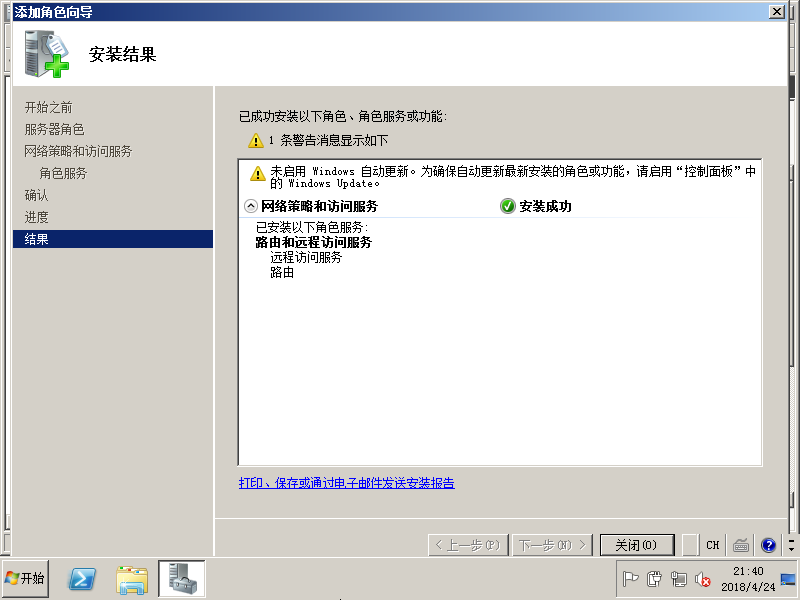 添加角色向导
安装结果
开始之前
服务器角色
网络策略和访问服务
角色服务
确认
进度
结果
已成功安装以下角色、角色服务或功能:
1 条警告消息显示如下
未启用 Windows 自动更新。为确保自动更新最新安装的角色或功能，请启用“控制面板”中
的 Windows Update。
网络策略和访问服务
安装成功
已安装以下角色服务:
路由和远程访问服务
远程访问服务
路由
打印、保存或通过电子邮件发送安装报告
< 上一步(P)
下一步(N) >
关闭(O)
CH
开始
21:40
2018/4/24